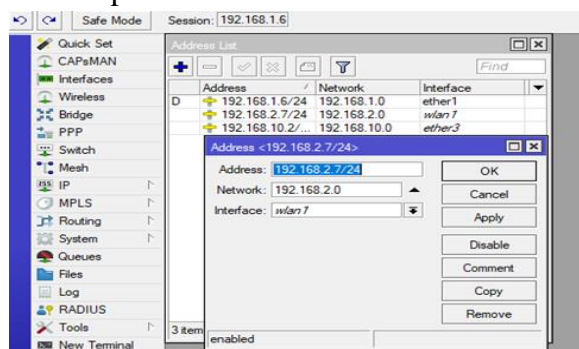 Safe Mode Session: 192.168.1.6
Quick Set
CAPsMAN
Interfaces
Wireless
Bridge
PPP
Switch
Mesh
IP
MPLS
Routing
System
Queues
Files
Log
RADIUS
Tools
New Terminal
Address List
Find
Address / Network Interface
D 192.168.1.6/24 192.168.1.0 ether1
192.168.2.7/24 192.168.2.0 wlan1
192.168.10.2/... 192.168.10.0 ether3
Address <192.168.2.7/24>
Address: 192.168.2.7/24
Network: 192.168.2.0
Interface: wlan1
OK
Cancel
Apply
Disable
Comment
Copy
Remove
3 item
enabled